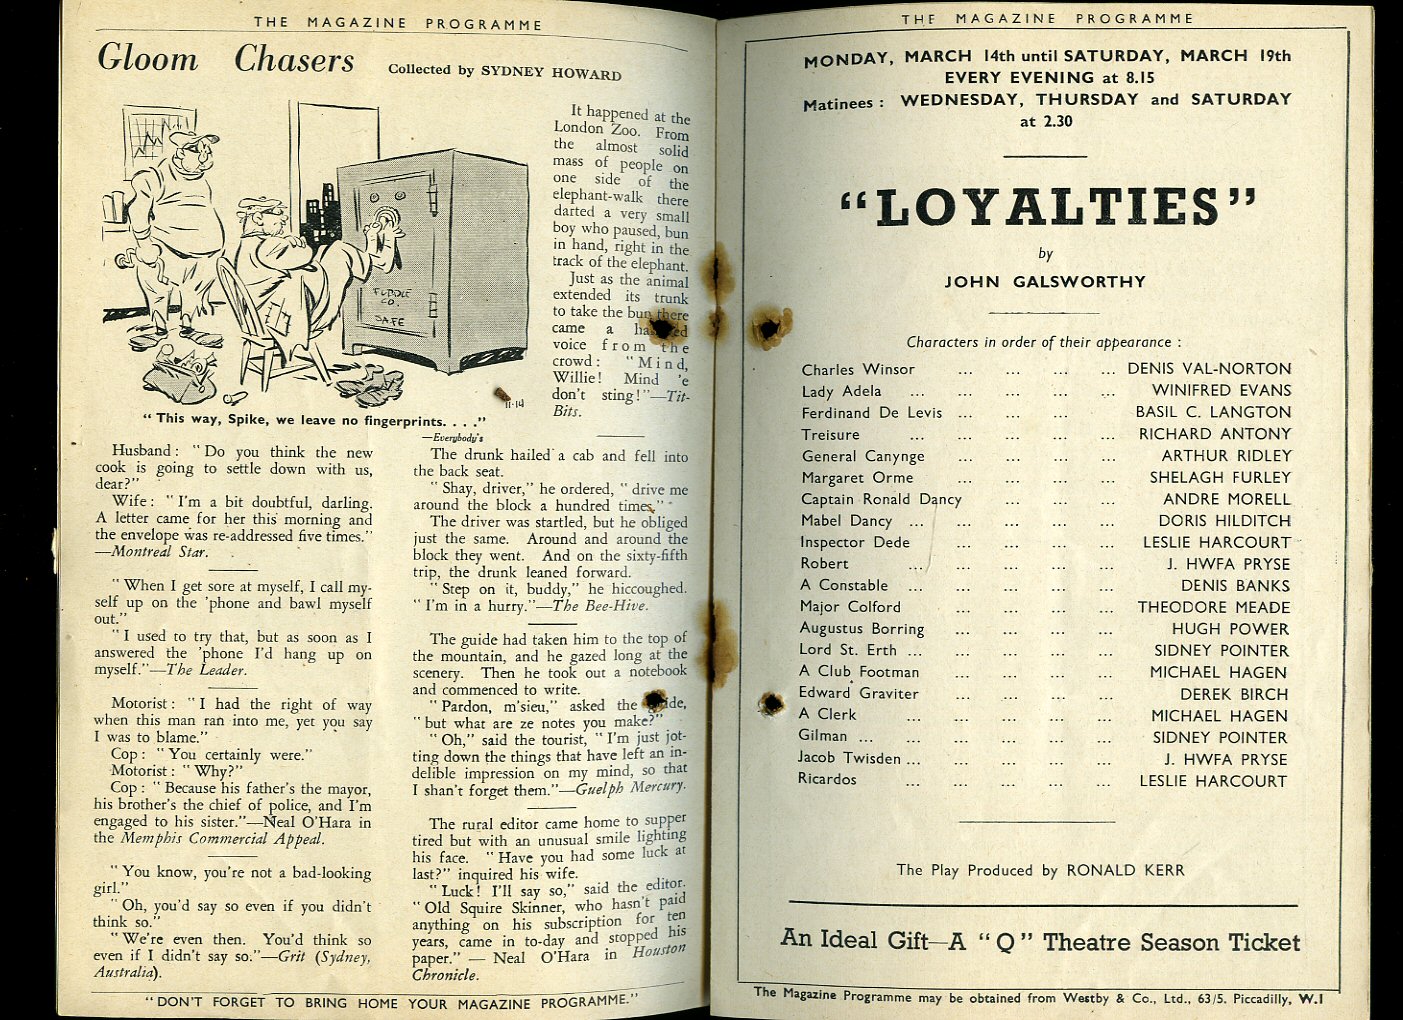 THE MAGAZINE PROGRAMME
Gloom Chasers Collected by SYDNEY HOWARD
FUDDLE
CO.
SAFE
11-14
" This way, Spike, we leave no fingerprints. . . ."
—Everybody's
It happened at the
London Zoo. From
the almost solid
mass of people on
one side of the
elephant-walk there
darted a very small
boy who paused, bun
in hand, right in the
track of the elephant.
Just as the animal
extended its trunk
to take the bun there
came a
voice from the
crowd : " Mind,
Willie! Mind 'e
don't sting!"—Tit-
Bits.
Husband : " Do you think the new
cook is going to settle down with us,
dear?"
Wife : " I'm a bit doubtful, darling.
A letter came for her this morning and
the envelope was re-addressed five times."
—Montreal Star.
" When I get sore at myself, I call my-
self up on the 'phone and bawl myself
out."
" I used to try that, but as soon as I
answered the 'phone I'd hang up on
myself."—The Leader.
Motorist : " I had the right of way
when this man ran into me, yet you say
I was to blame."
Cop : " You certainly were."
Motorist : " Why?"
Cop : " Because his father's the mayor,
his brother's the chief of police, and I'm
engaged to his sister."—Neal O'Hara in
the Memphis Commercial Appeal.
" You know, you're not a bad-looking
girl."
" Oh, you'd say so even if you didn't
think so."
" We're even then. You'd think so
even if I didn't say so."—Grit (Sydney,
Australia).
The drunk hailed a cab and fell into
the back seat.
" Shay, driver," he ordered, " drive me
around the block a hundred times."
The driver was startled, but he obliged
just the same. Around and around the
block they went. And on the sixty-fifth
trip, the drunk leaned forward.
" Step on it, buddy," he hiccoughed.
" I'm in a hurry."—The Bee-Hive.
The guide had taken him to the top of
the mountain, and he gazed long at the
scenery. Then he took out a notebook
and commenced to write.
" Pardon, m'sieu," asked the guide,
" but what are ze notes you make?"
" Oh," said the tourist, " I'm just jot-
ting down the things that have left an in-
delible impression on my mind, so that
I shan't forget them."—Guelph Mercury.
The rural editor came home to supper
tired but with an unusual smile lighting
his face. " Have you had some luck at
last?" inquired his wife.
" Luck! I'll say so," said the editor.
" Old Squire Skinner, who hasn't paid
anything on his subscription for ten
years, came in to-day and stopped his
paper." — Neal O'Hara in Houston
Chronicle.
" DON'T FORGET TO BRING HOME YOUR MAGAZINE PROGRAMME."
THE MAGAZINE PROGRAMME
MONDAY, MARCH 14th until SATURDAY, MARCH 19th
EVERY EVENING at 8.15
Matinees : WEDNESDAY, THURSDAY and SATURDAY
at 2.30
"LOYALTIES"
by
JOHN GALSWORTHY
Characters in order of their appearance :
Charles Winsor ... ... ... ... DENIS VAL-NORTON
Lady Adela ... ... ... ... ... WINIFRED EVANS
Ferdinand De Levis ... ... ... ... BASIL C. LANGTON
Treisure ... ... ... ... ... RICHARD ANTONY
General Canynge ... ... ... ... ARTHUR RIDLEY
Margaret Orme ... ... ... ... SHELAGH FURLEY
Captain Ronald Dancy ... ... ... ANDRE MORELL
Mabel Dancy ... ... ... ... ... DORIS HILDITCH
Inspector Dede ... ... ... ... LESLIE HARCOURT
Robert ... ... ... ... ... J. HWFA PRYSE
A Constable ... ... ... ... ... DENIS BANKS
Major Colford ... ... ... ... THEODORE MEADE
Augustus Borring ... ... ... ... HUGH POWER
Lord St. Erth ... ... ... ... ... SIDNEY POINTER
A Club Footman ... ... ... ... MICHAEL HAGEN
Edward Graviter ... ... ... ... DEREK BIRCH
A Clerk ... ... ... ... ... MICHAEL HAGEN
Gilman ... ... ... ... ... ... SIDNEY POINTER
Jacob Twisden ... ... ... ... ... J. HWFA PRYSE
Ricardos ... ... ... ... ... LESLIE HARCOURT
The Play Produced by RONALD KERR
An Ideal Gift—A "Q" Theatre Season Ticket
The Magazine Programme may be obtained from Westby & Co., Ltd., 63/5. Piccadilly, W.1